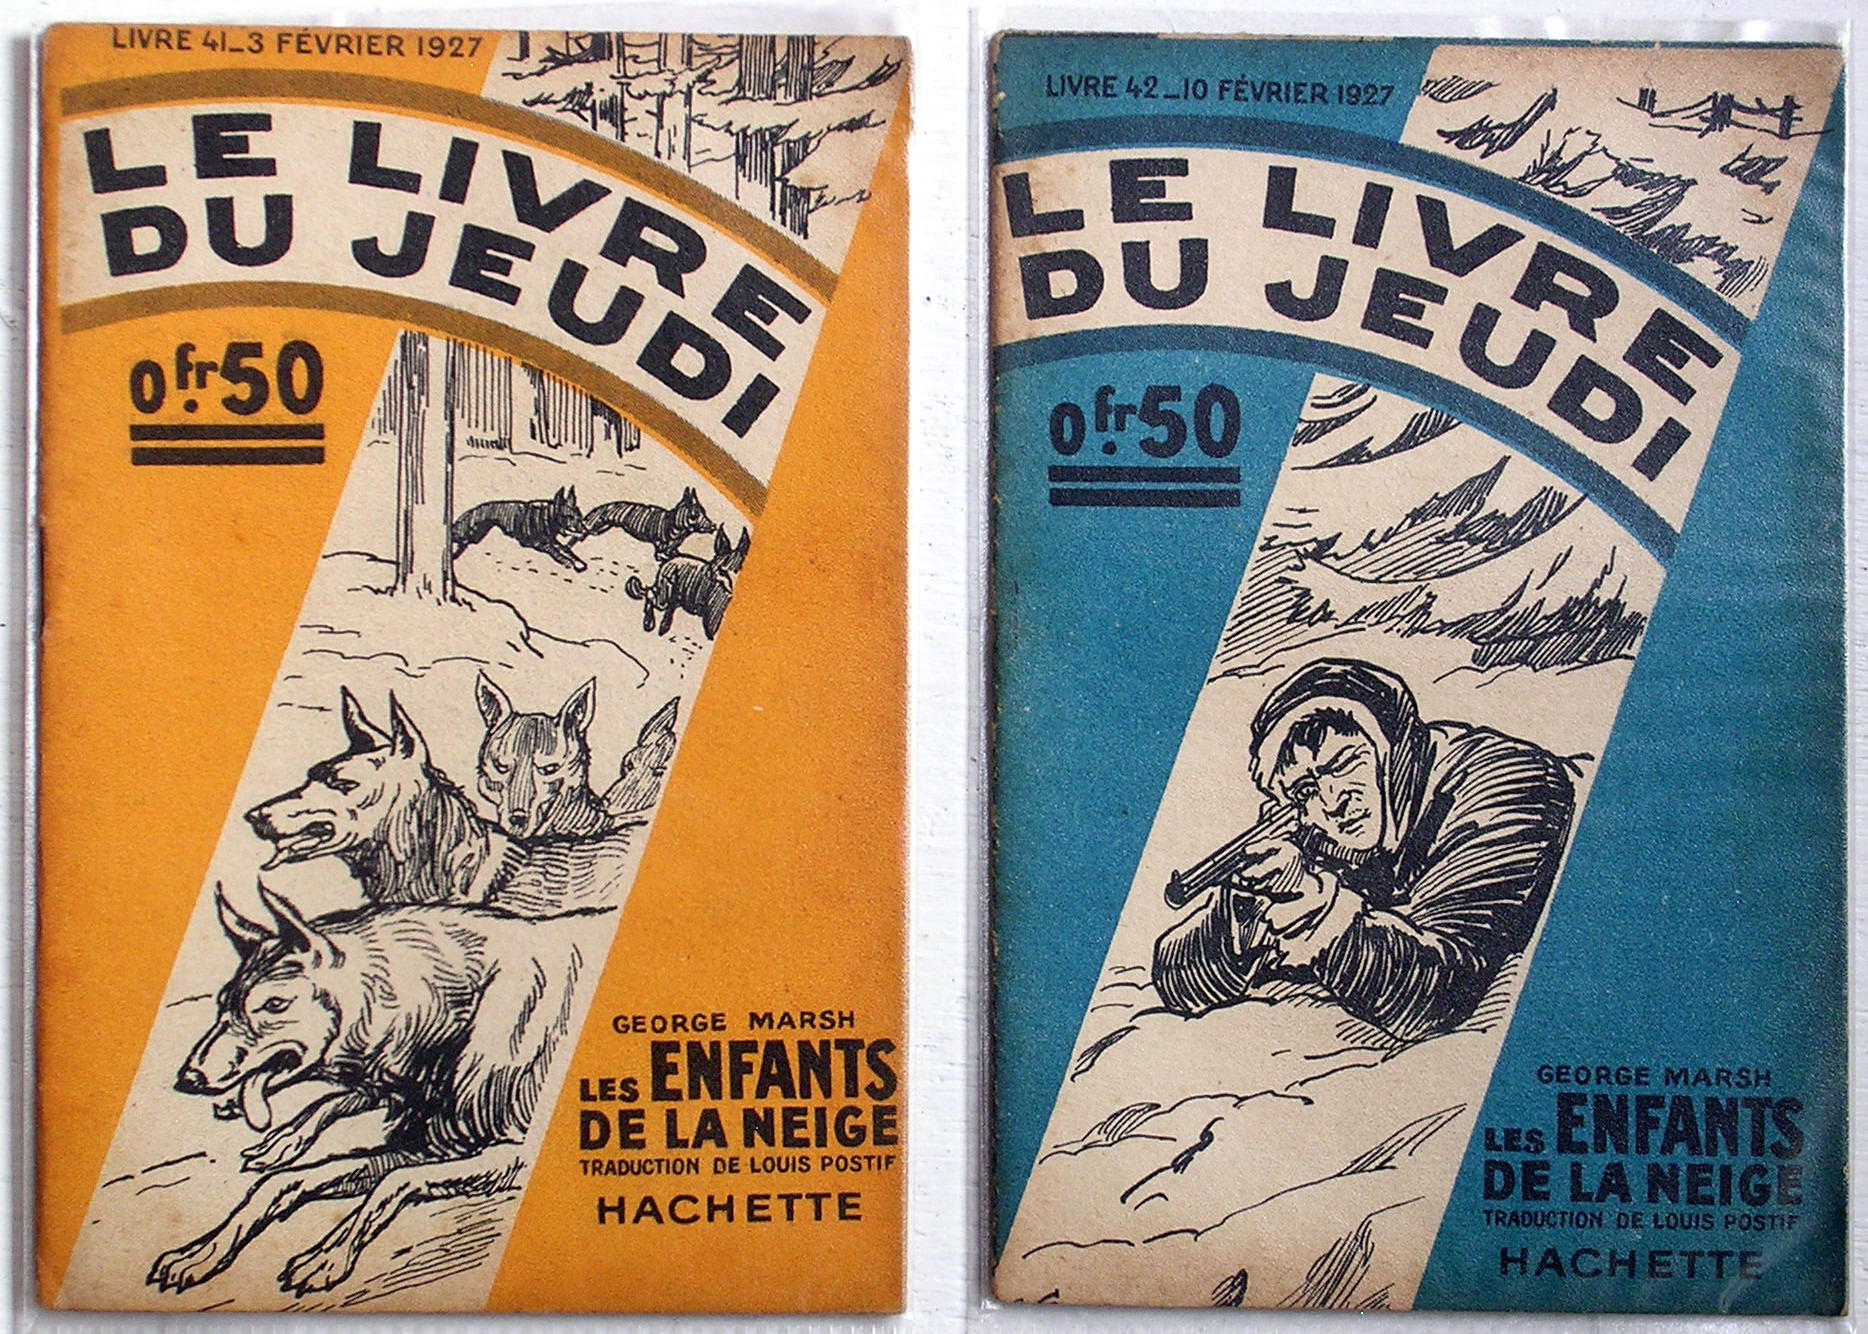 LIVRE 41_3 FÉVRIER 1927
LE LIVRE
DU JEUDI
0fr.50
GEORGE MARSH
LES ENFANTS
DE LA NEIGE
TRADUCTION DE LOUIS POSTIF
HACHETTE
LIVRE 42_10 FÉVRIER 1927
LE LIVRE
DU JEUDI
0fr.50
GEORGE MARSH
LES ENFANTS
DE LA NEIGE
TRADUCTION DE LOUIS POSTIF
HACHETTE